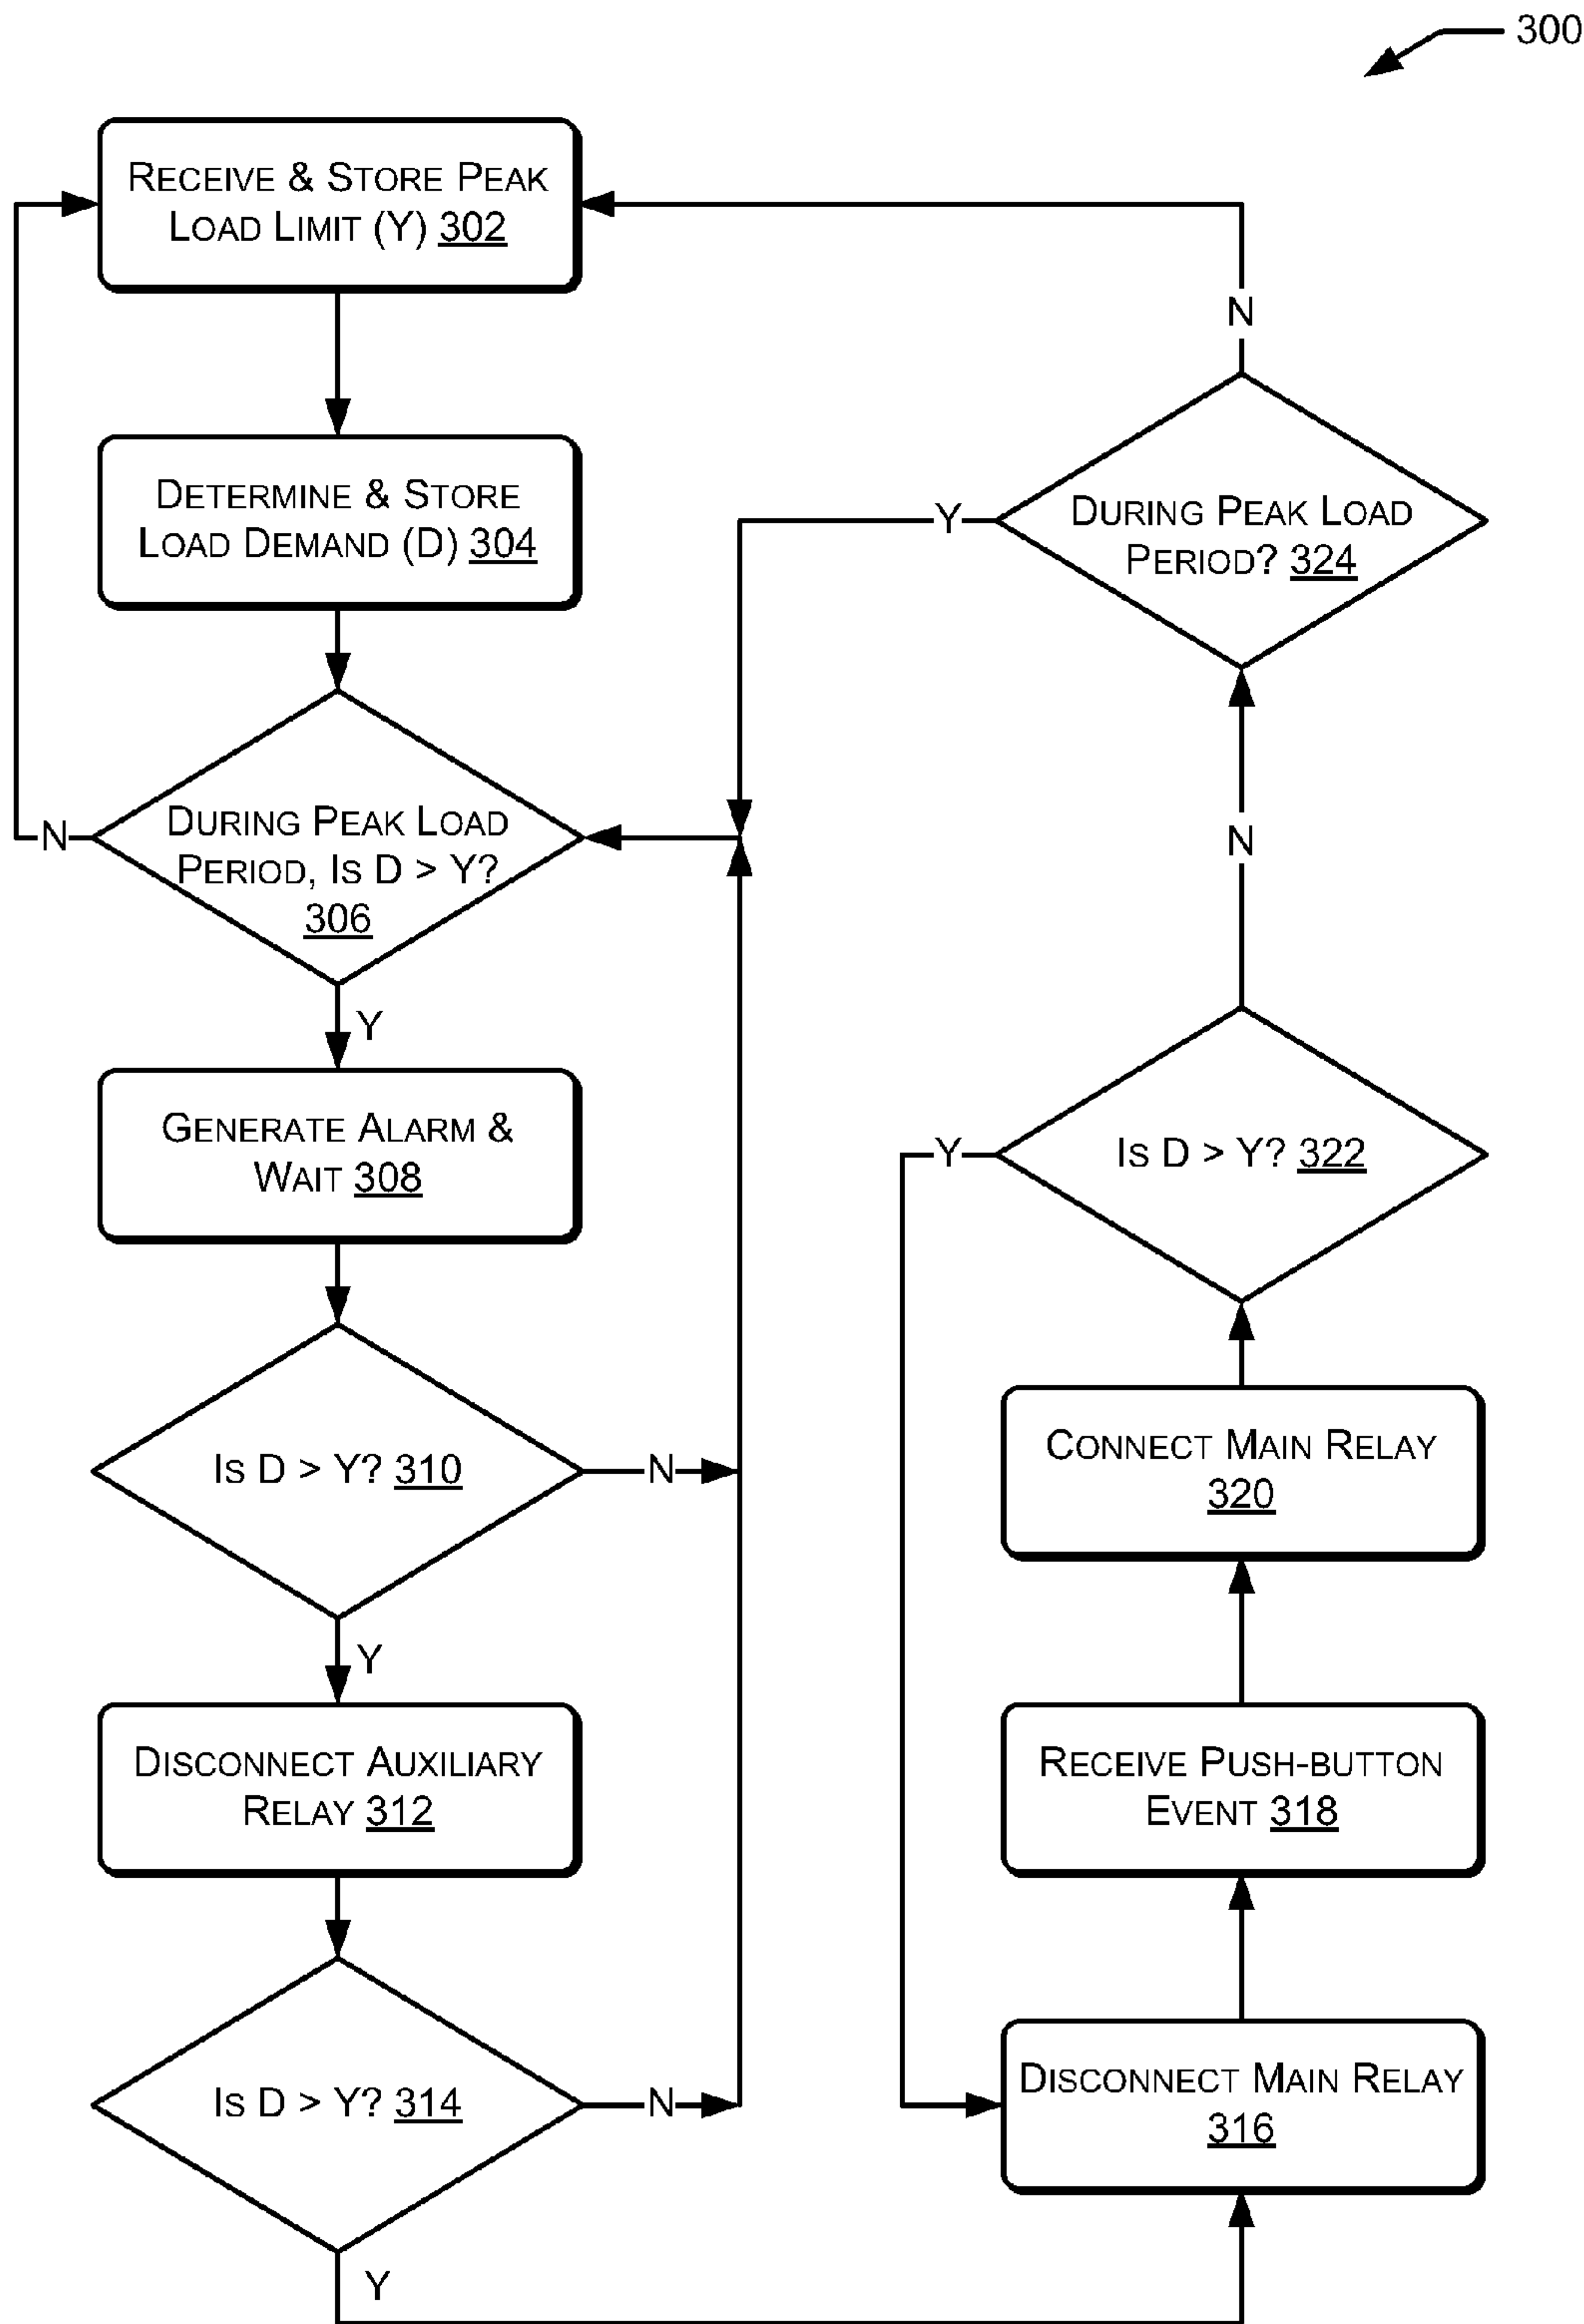 300
RECEIVE & STORE PEAK
LOAD LIMIT (Y) 302
N
DETERMINE & STORE
LOAD DEMAND (D) 304
Y
DURING PEAK LOAD
PERIOD? 324
N
DURING PEAK LOAD
PERIOD, IS D > Y?
306
N
Y
GENERATE ALARM &
WAIT 308
Y
IS D > Y? 322
IS D > Y? 310
N
CONNECT MAIN RELAY
320
Y
DISCONNECT AUXILIARY
RELAY 312
RECEIVE PUSH-BUTTON
EVENT 318
IS D > Y? 314
N
DISCONNECT MAIN RELAY
316
Y